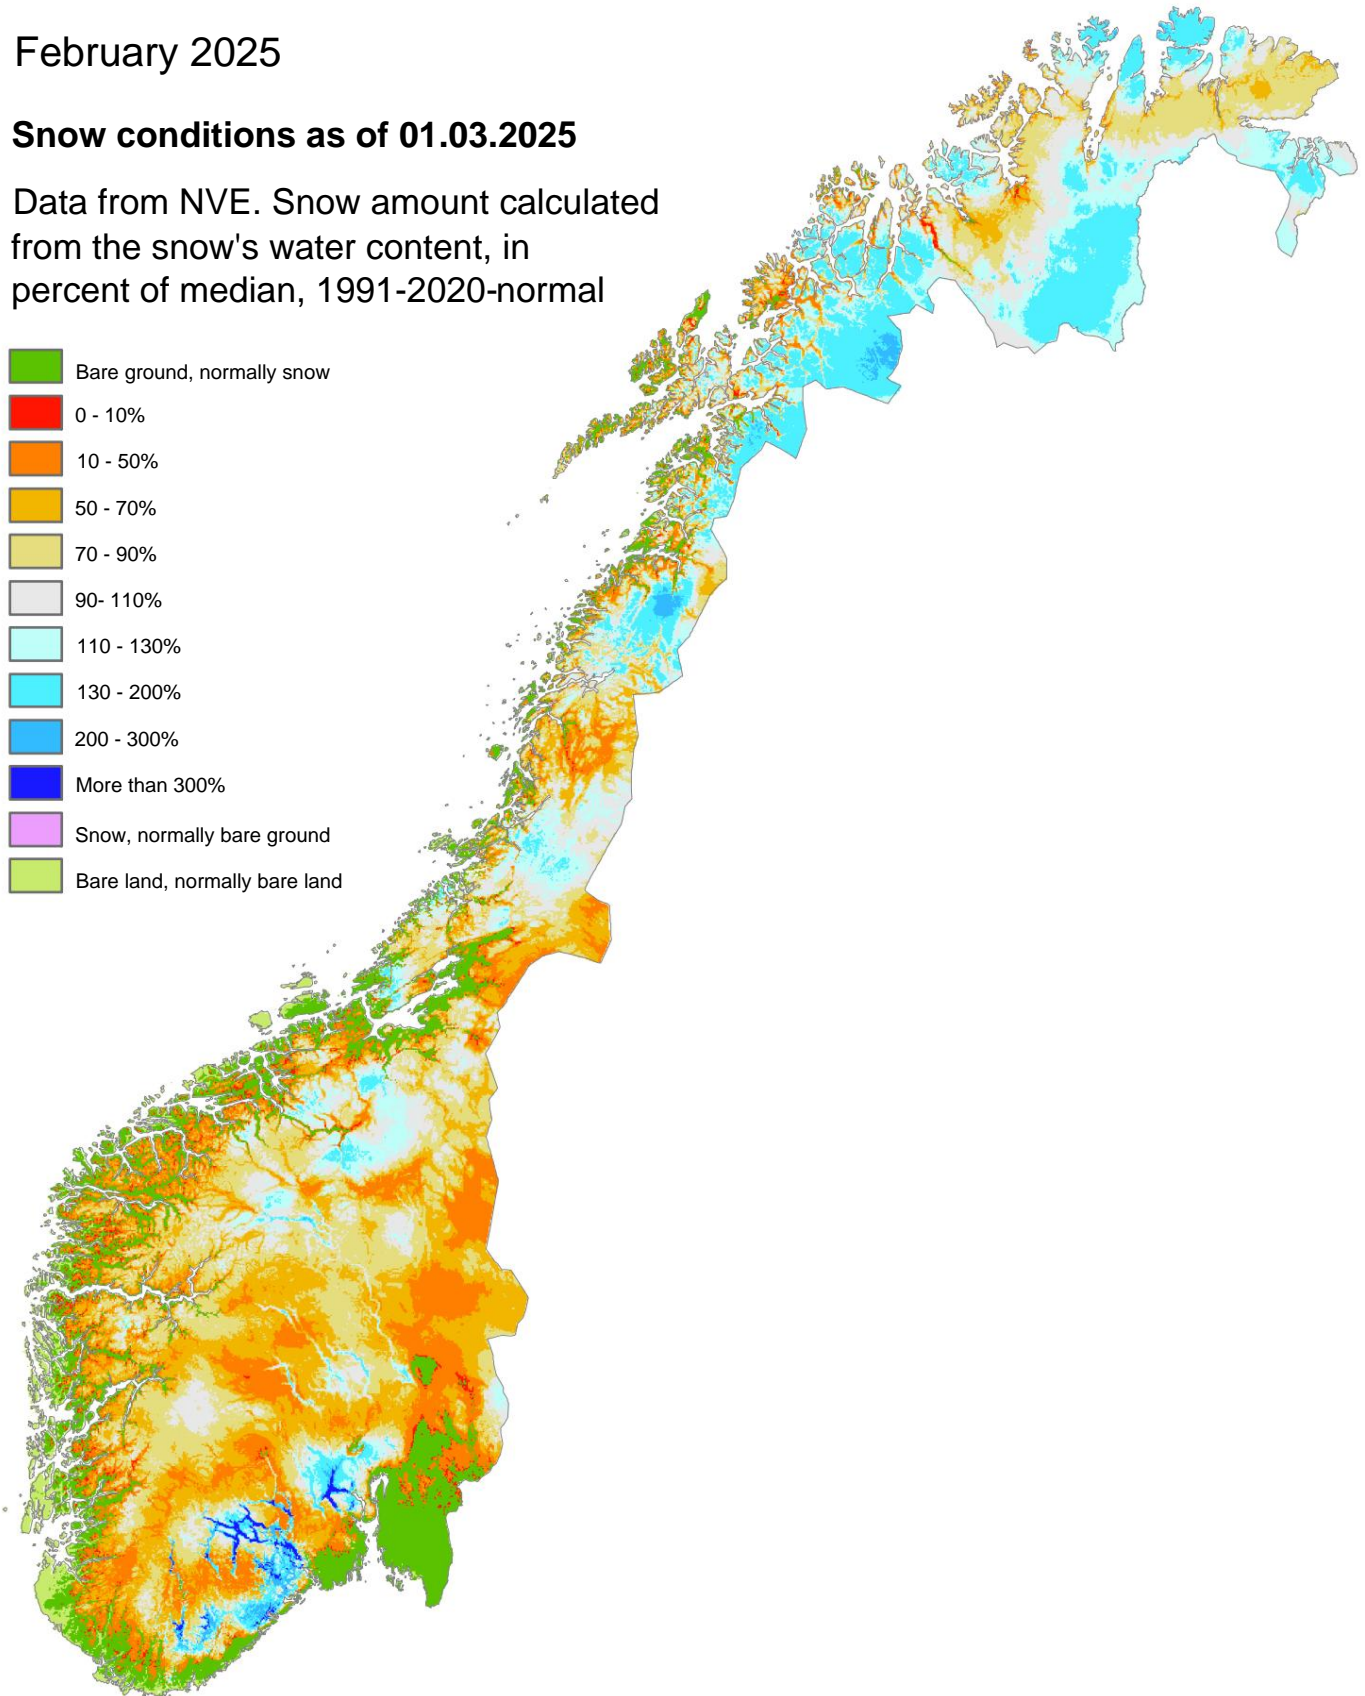 February 2025
Snow conditions as of 01.03.2025
Data from NVE. Snow amount calculated
from the snow's water content, in
percent of median, 1991-2020-normal
Bare ground, normally snow
0 - 10%
10 - 50%
50 - 70%
70 - 90%
90- 110%
110 - 130%
130 - 200%
200 - 300%
More than 300%
Snow, normally bare ground
Bare land, normally bare land